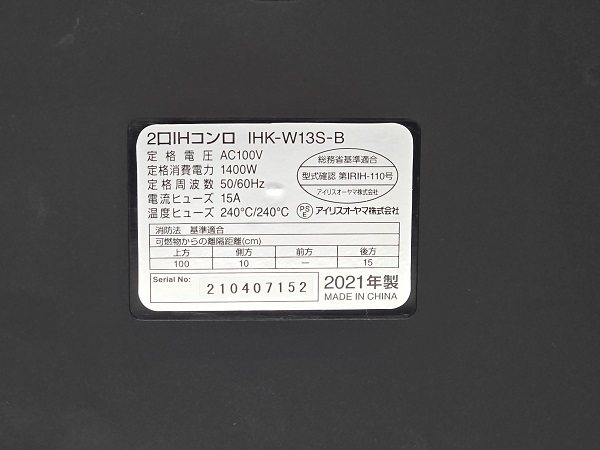 2口IHコンロ IHK-W13S-B
定格電圧 AC100V
定格消費電力 1400W
定格周波数 50/60Hz
電流ヒューズ 15A
温度ヒューズ 240℃/240℃
総務省基準適合
型式確認 第IRIH-110号
アイリスオーヤマ株式会社
PSE アイリスオーヤマ株式会社
消防法 基準適合
可燃物からの離隔距離(cm)
上方 側方 前方 後方
100 10 — 15
Serial No: 210407152
2021年製
MADE IN CHINA